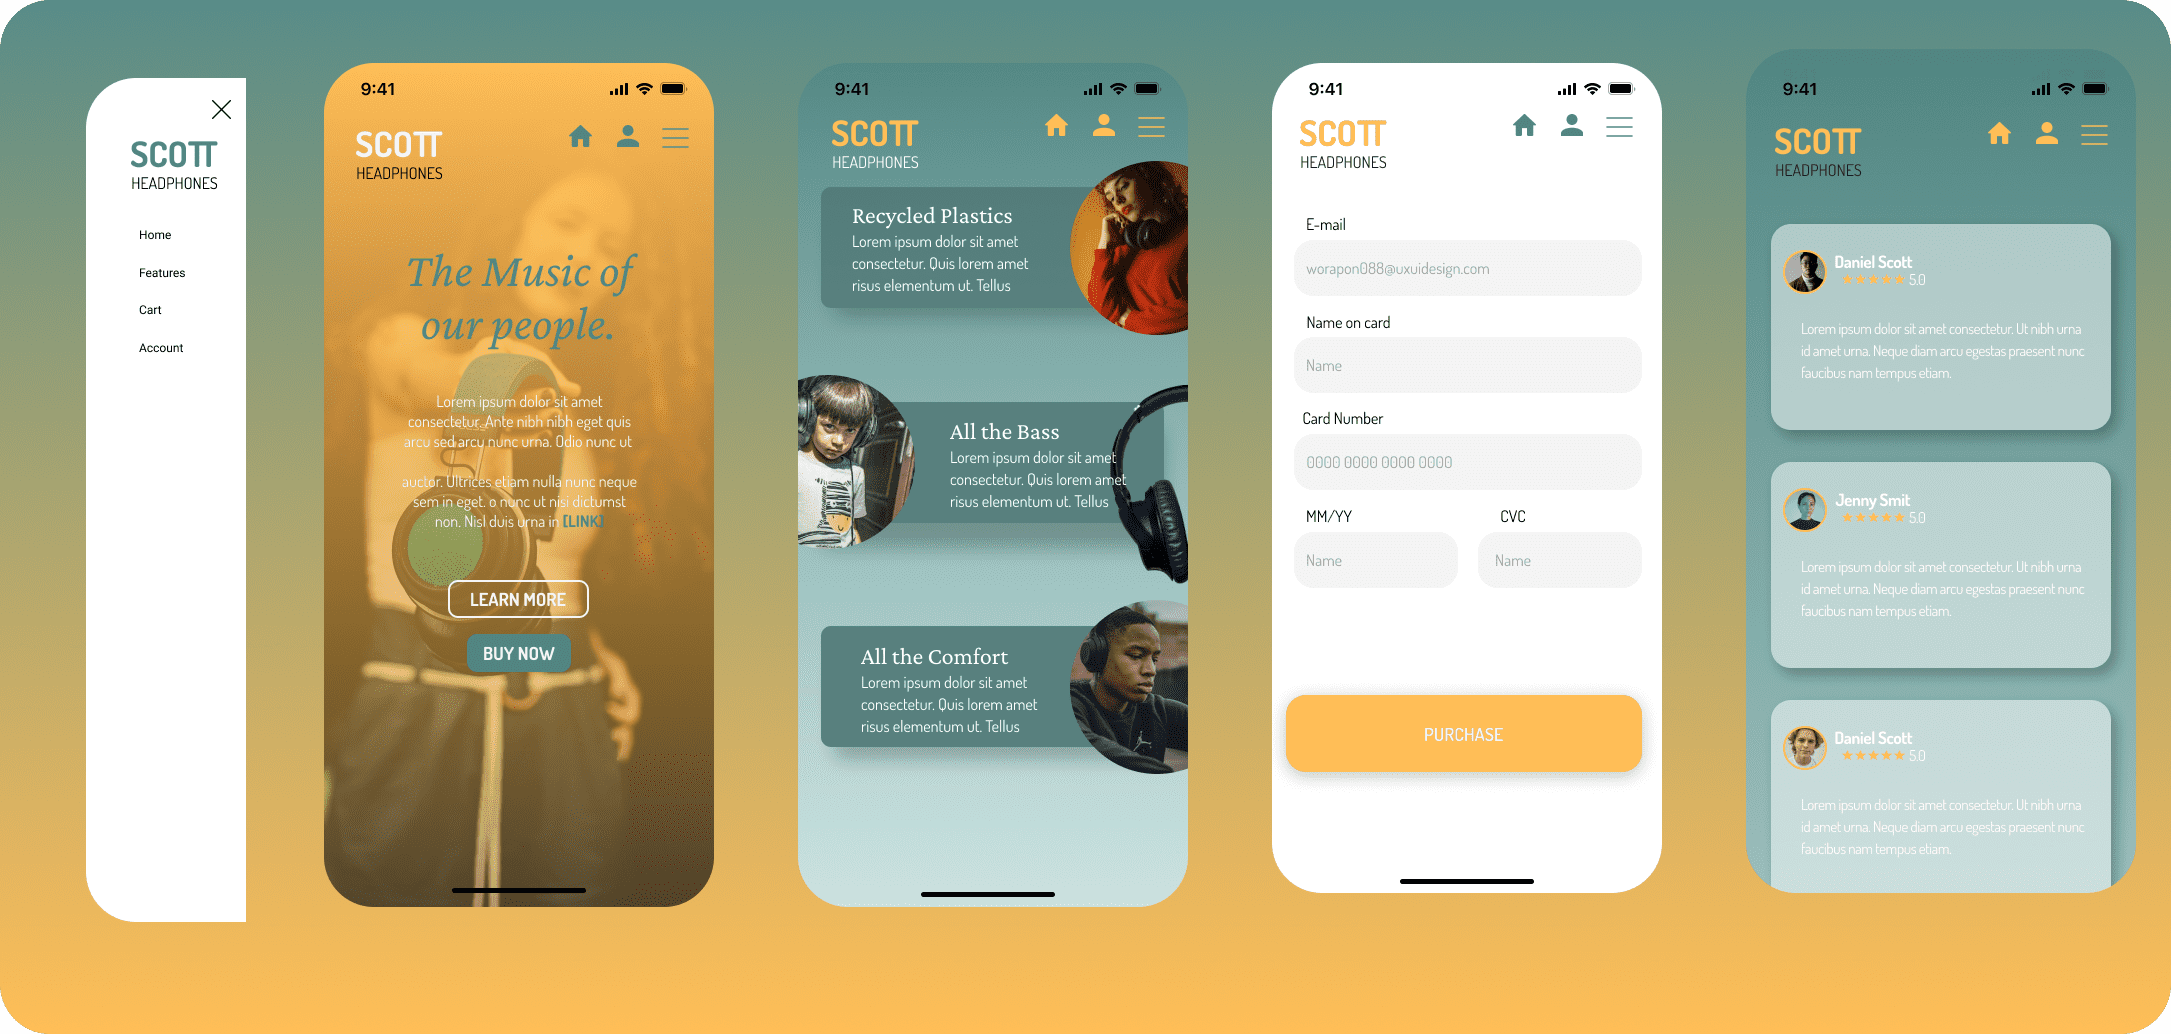 SCOTT
HEADPHONES
Home
Features
Cart
Account
9:41
SCOTT
HEADPHONES
The Music of
our people.
Lorem ipsum dolor sit amet
consectetur. Ante nibh nibh eget quis
arcu sed arcu nunc urna. Odio nunc ut
auctor. Ultrices etiam nulla nunc neque
sem in eget. o nunc ut nisi dictumst
non. Nisl duis urna in [LINK]
LEARN MORE
BUY NOW
9:41
SCOTT
HEADPHONES
Recycled Plastics
Lorem ipsum dolor sit amet
consectetur. Quis lorem amet
risus elementum ut. Tellus
All the Bass
Lorem ipsum dolor sit amet
consectetur. Quis lorem amet
risus elementum ut. Tellus
All the Comfort
Lorem ipsum dolor sit amet
consectetur. Quis lorem amet
risus elementum ut. Tellus
9:41
SCOTT
HEADPHONES
E-mail
worapon088@uxuidesign.com
Name on card
Name
Card Number
0000 0000 0000 0000
MM/YY CVC
Name Name
PURCHASE
9:41
SCOTT
HEADPHONES
Daniel Scott
★★★★★ 5.0
Lorem ipsum dolor sit amet consectetur. Ut nibh urna
id amet urna. Neque diam arcu egestas praesent nunc
faucibus nam tempus etiam.
Jenny Smit
★★★★★ 5.0
Lorem ipsum dolor sit amet consectetur. Ut nibh urna
id amet urna. Neque diam arcu egestas praesent nunc
faucibus nam tempus etiam.
Daniel Scott
★★★★★ 5.0
Lorem ipsum dolor sit amet consectetur. Ut nibh urna
id amet urna. Neque diam arcu egestas praesent nunc
faucibus nam tempus etiam.